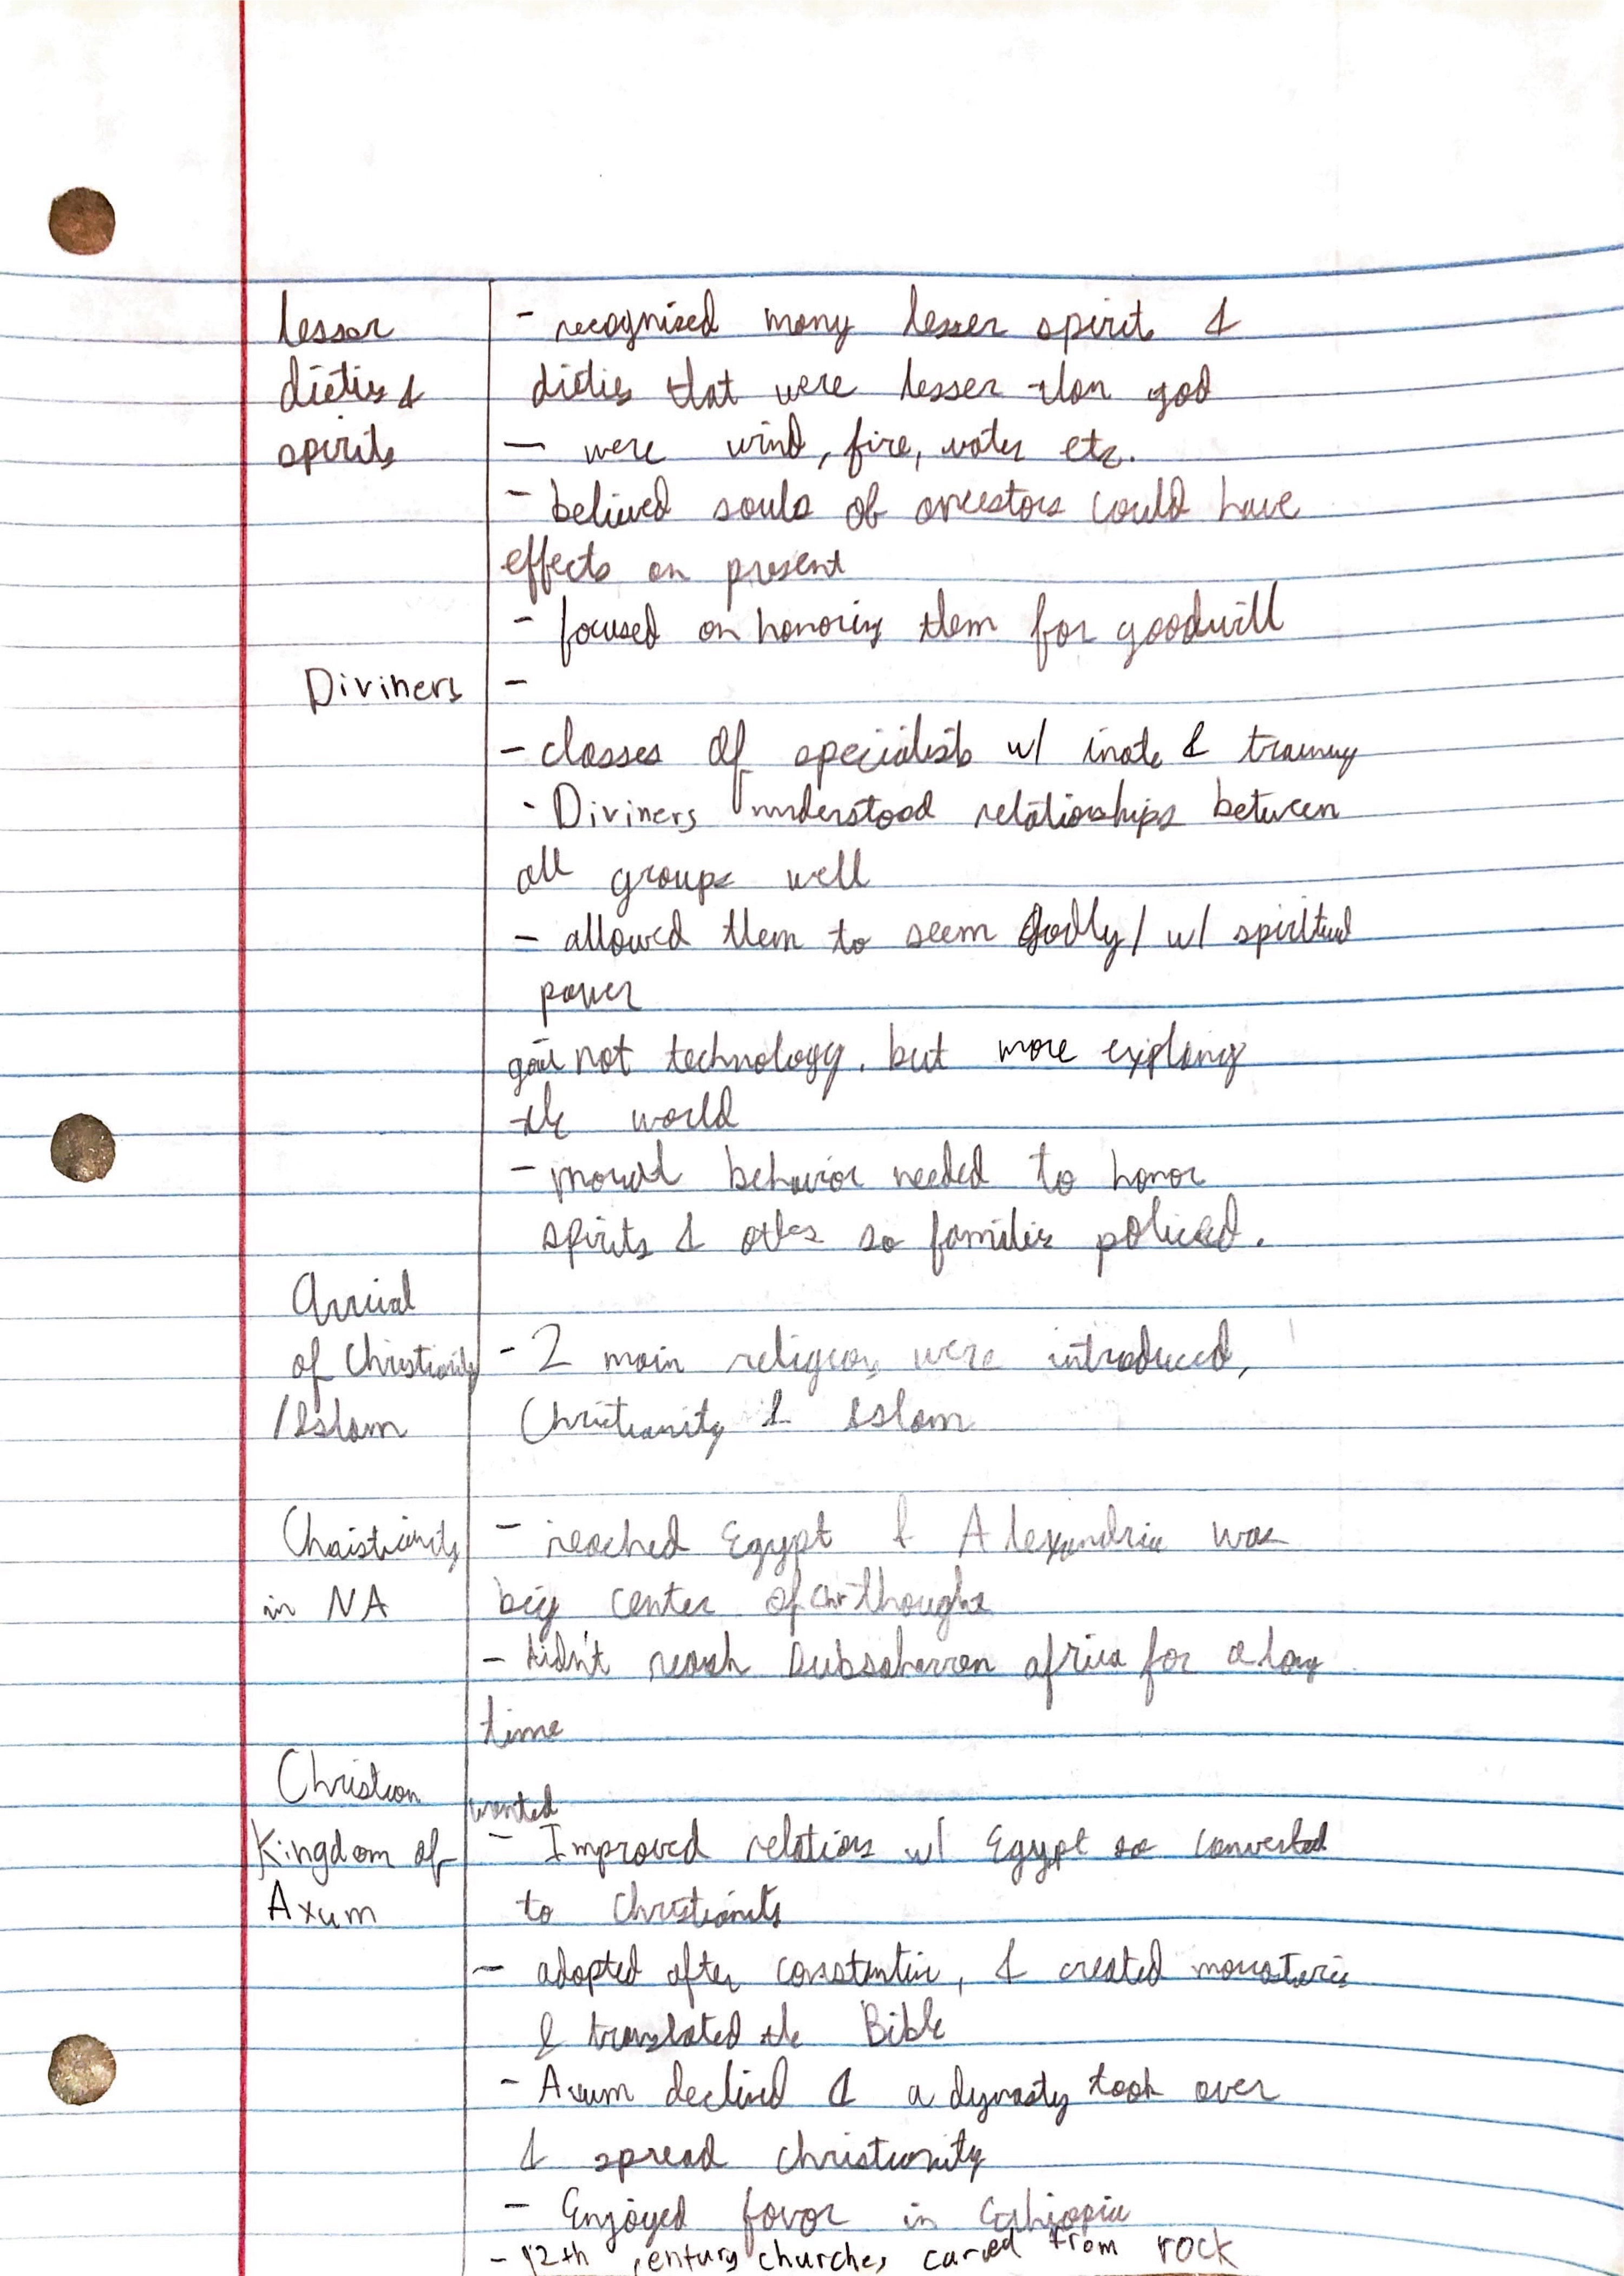 lesser
dieties &
spirits
- recognized many lesser spirits &
dieties that were lesser than god
- were wind, fire, water etc.
- believed souls of ancestors could have
effects on present
- focused on honoring them for goodwill
Diviners
-
- classes of specialists w/ inate & training
- Diviners understood relationships between
all groups well
- allowed them to seem Godly/ w/ spiritual
power
not technology, but more explaing
the world
- moral behavior needed to honor
spirits & others so families policed.
Arrival
of Christianity
/Islam
- 2 main religions were introduced,
Christianity & Islam
Christianity
in NA
- reached Egypt & Alexandria was
big center of Chr thought
- didn't reach Subsaharren africa for a long
time
Christian
Kingdom of
Axum
wanted
- Improved relations w/ Egypt so converted
to Christianity
- adopted after constantin, & created monasteries
& translated the Bible
- Axum declined & a dynasty took over
& spread christianity
- Enjoyed favor in Ethiopia
- 12th century churches carved from rock